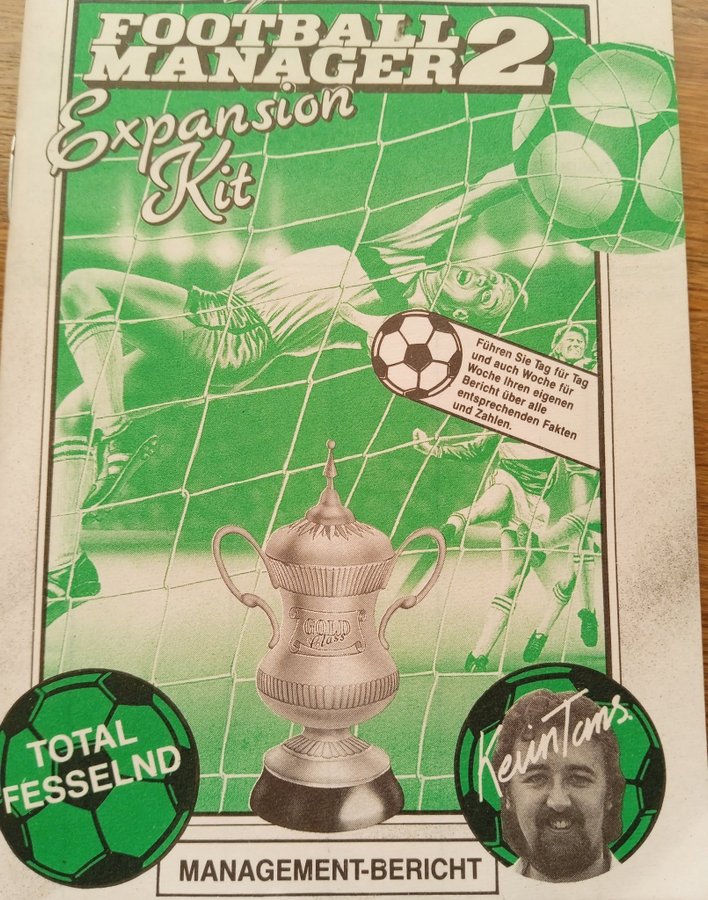 FOOTBALL
MANAGER 2
Expansion
Kit
Führen Sie Tag für Tag
und auch Woche für
Woche Ihren eigenen
Bericht über alle
entsprechenden Fakten
und Zahlen.
GOLD
Class
TOTAL
FESSELND
Kevin Toms.
MANAGEMENT-BERICHT